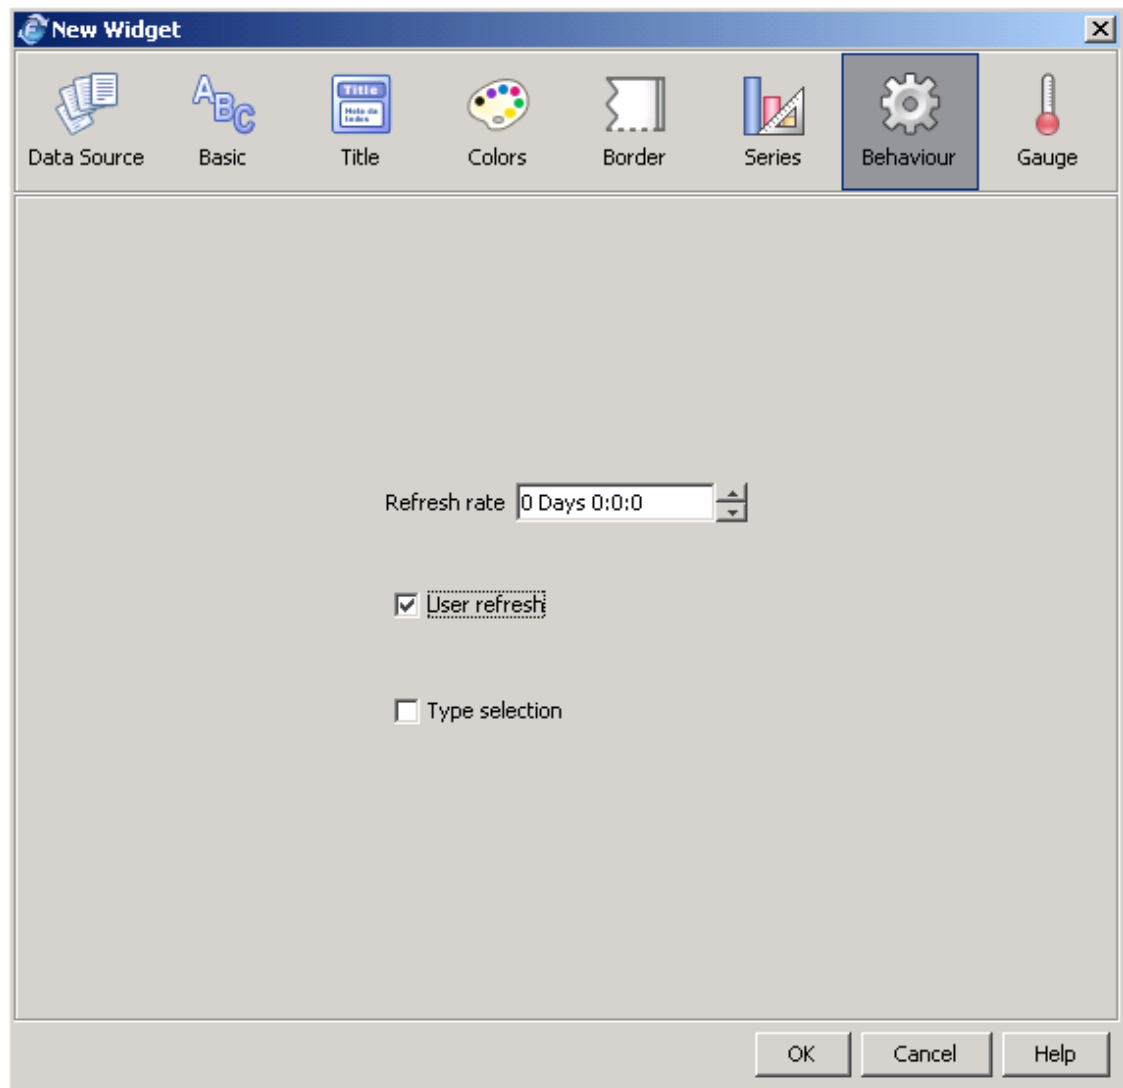 New Widget
Data Source Basic Title Colors Border Series Behaviour Gauge
Refresh rate 0 Days 0:0:0
User refresh
Type selection
OK Cancel Help